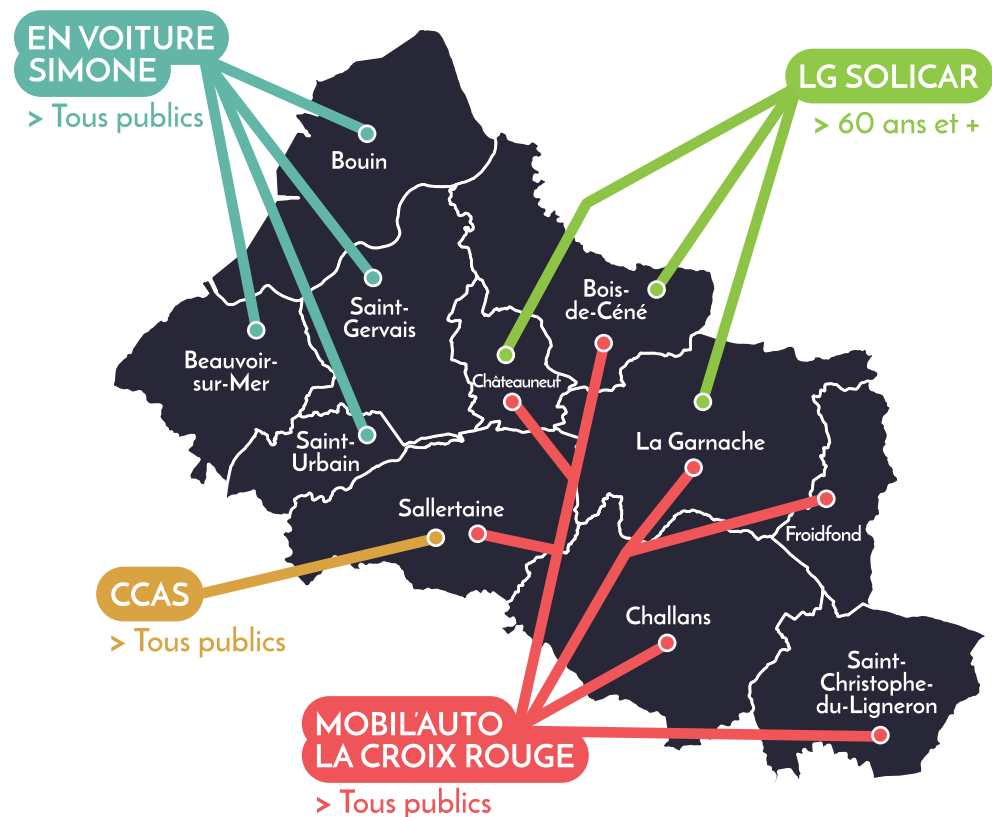 EN VOITURE
SIMONE
> Tous publics
LG SOLICAR
> 60 ans et +
Bouin
Saint-
Gervais
Bois-
de-Céné
Beauvoir-
sur-Mer
Châteauneuf
Saint-
Urbain
La Garnache
Sallertaine
Froidfond
CCAS
> Tous publics
Challans
Saint-
Christophe-
du-Ligneron
MOBIL'AUTO
LA CROIX ROUGE
> Tous publics